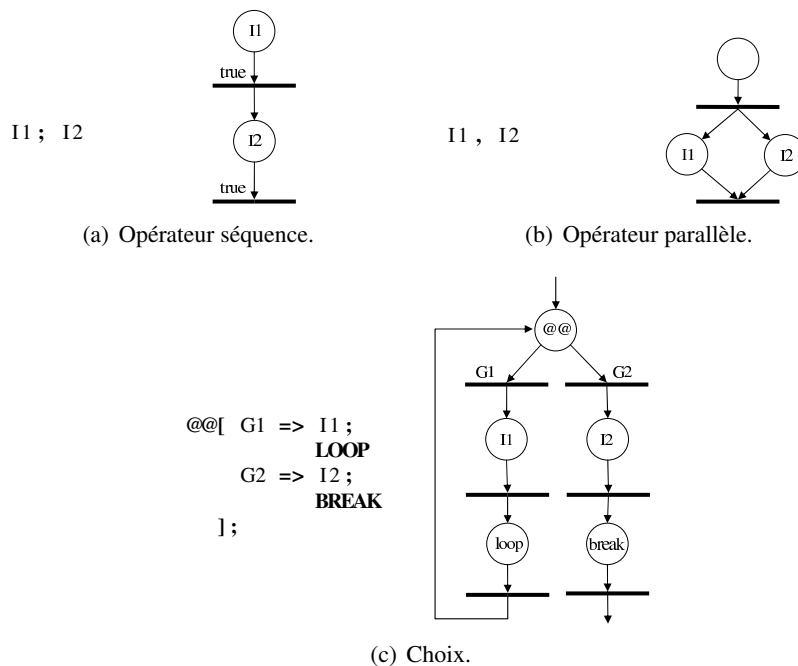 I1
true
I1 ; I2
I2
true
(a) Opérateur séquence.
I1 , I2
I1
I2
(b) Opérateur parallèle.
@@
G1
G2
@@[ G1 => I1 ;
LOOP
G2 => I2 ;
BREAK
] ;
I1
I2
loop
break
(c) Choix.